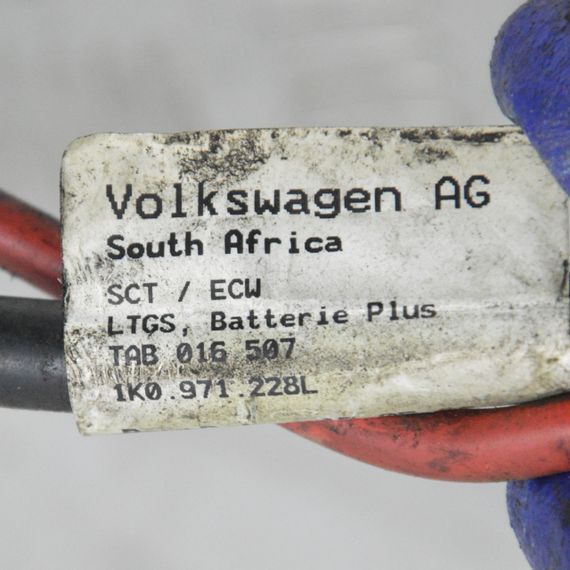 Volkswagen AG
South Africa
SCT / ECW
LTGS, Batterie Plus
TAB 016 507
1K0.971.228L